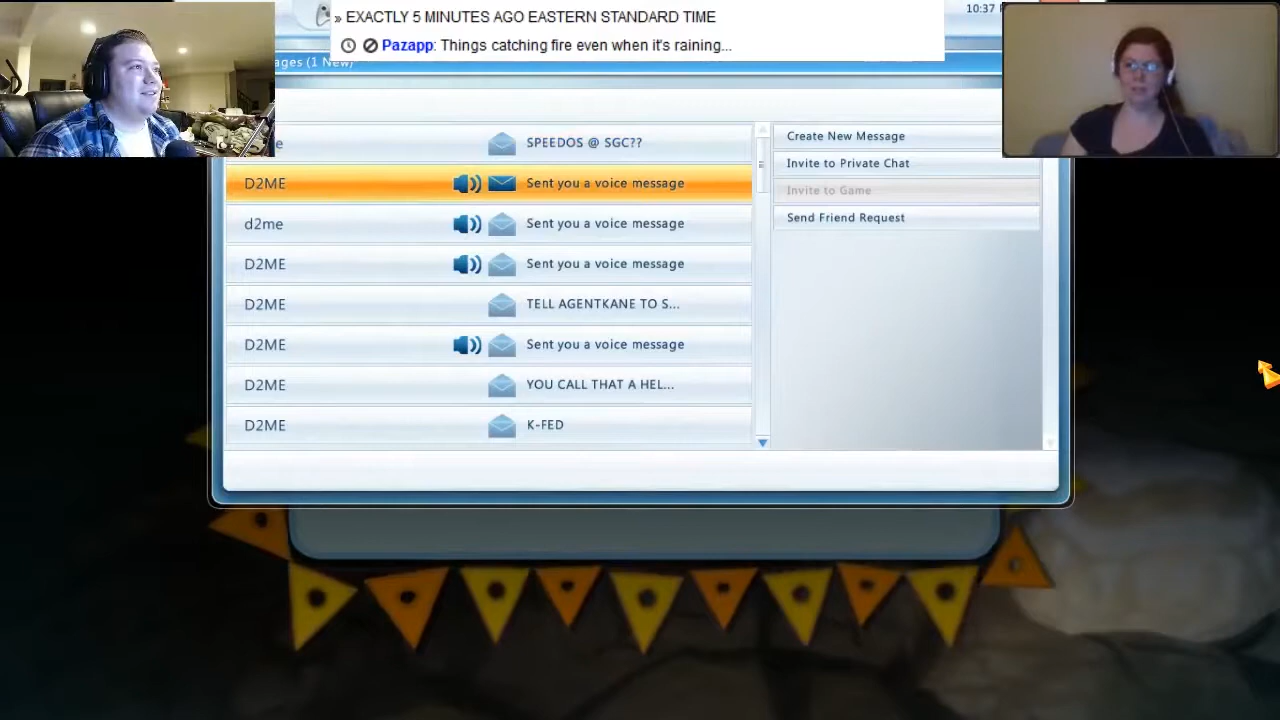 » EXACTLY 5 MINUTES AGO EASTERN STANDARD TIME
10:37
Pazapp: Things catching fire even when it's raining...
ages (1 New)
e SPEEDOS @ SGC??
D2ME Sent you a voice message
d2me Sent you a voice message
D2ME Sent you a voice message
D2ME TELL AGENTKANE TO S...
D2ME Sent you a voice message
D2ME YOU CALL THAT A HEL...
D2ME K-FED
Create New Message
Invite to Private Chat
Invite to Game
Send Friend Request